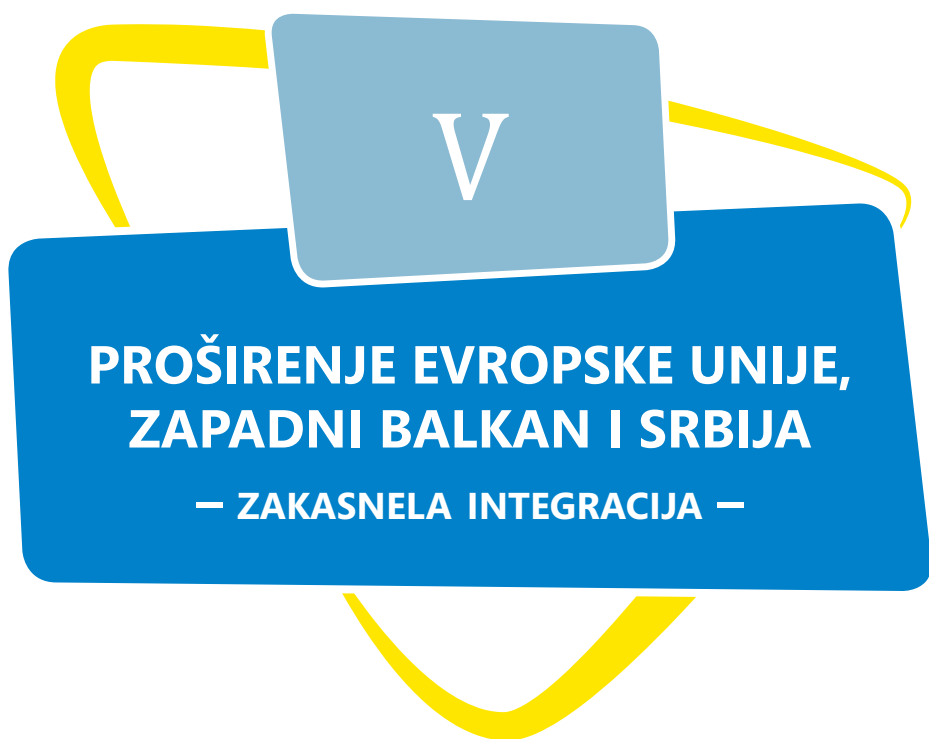 V
PROŠIRENJE EVROPSKE UNIJE,
ZAPADNI BALKAN I SRBIJA
– ZAKASNELA INTEGRACIJA –